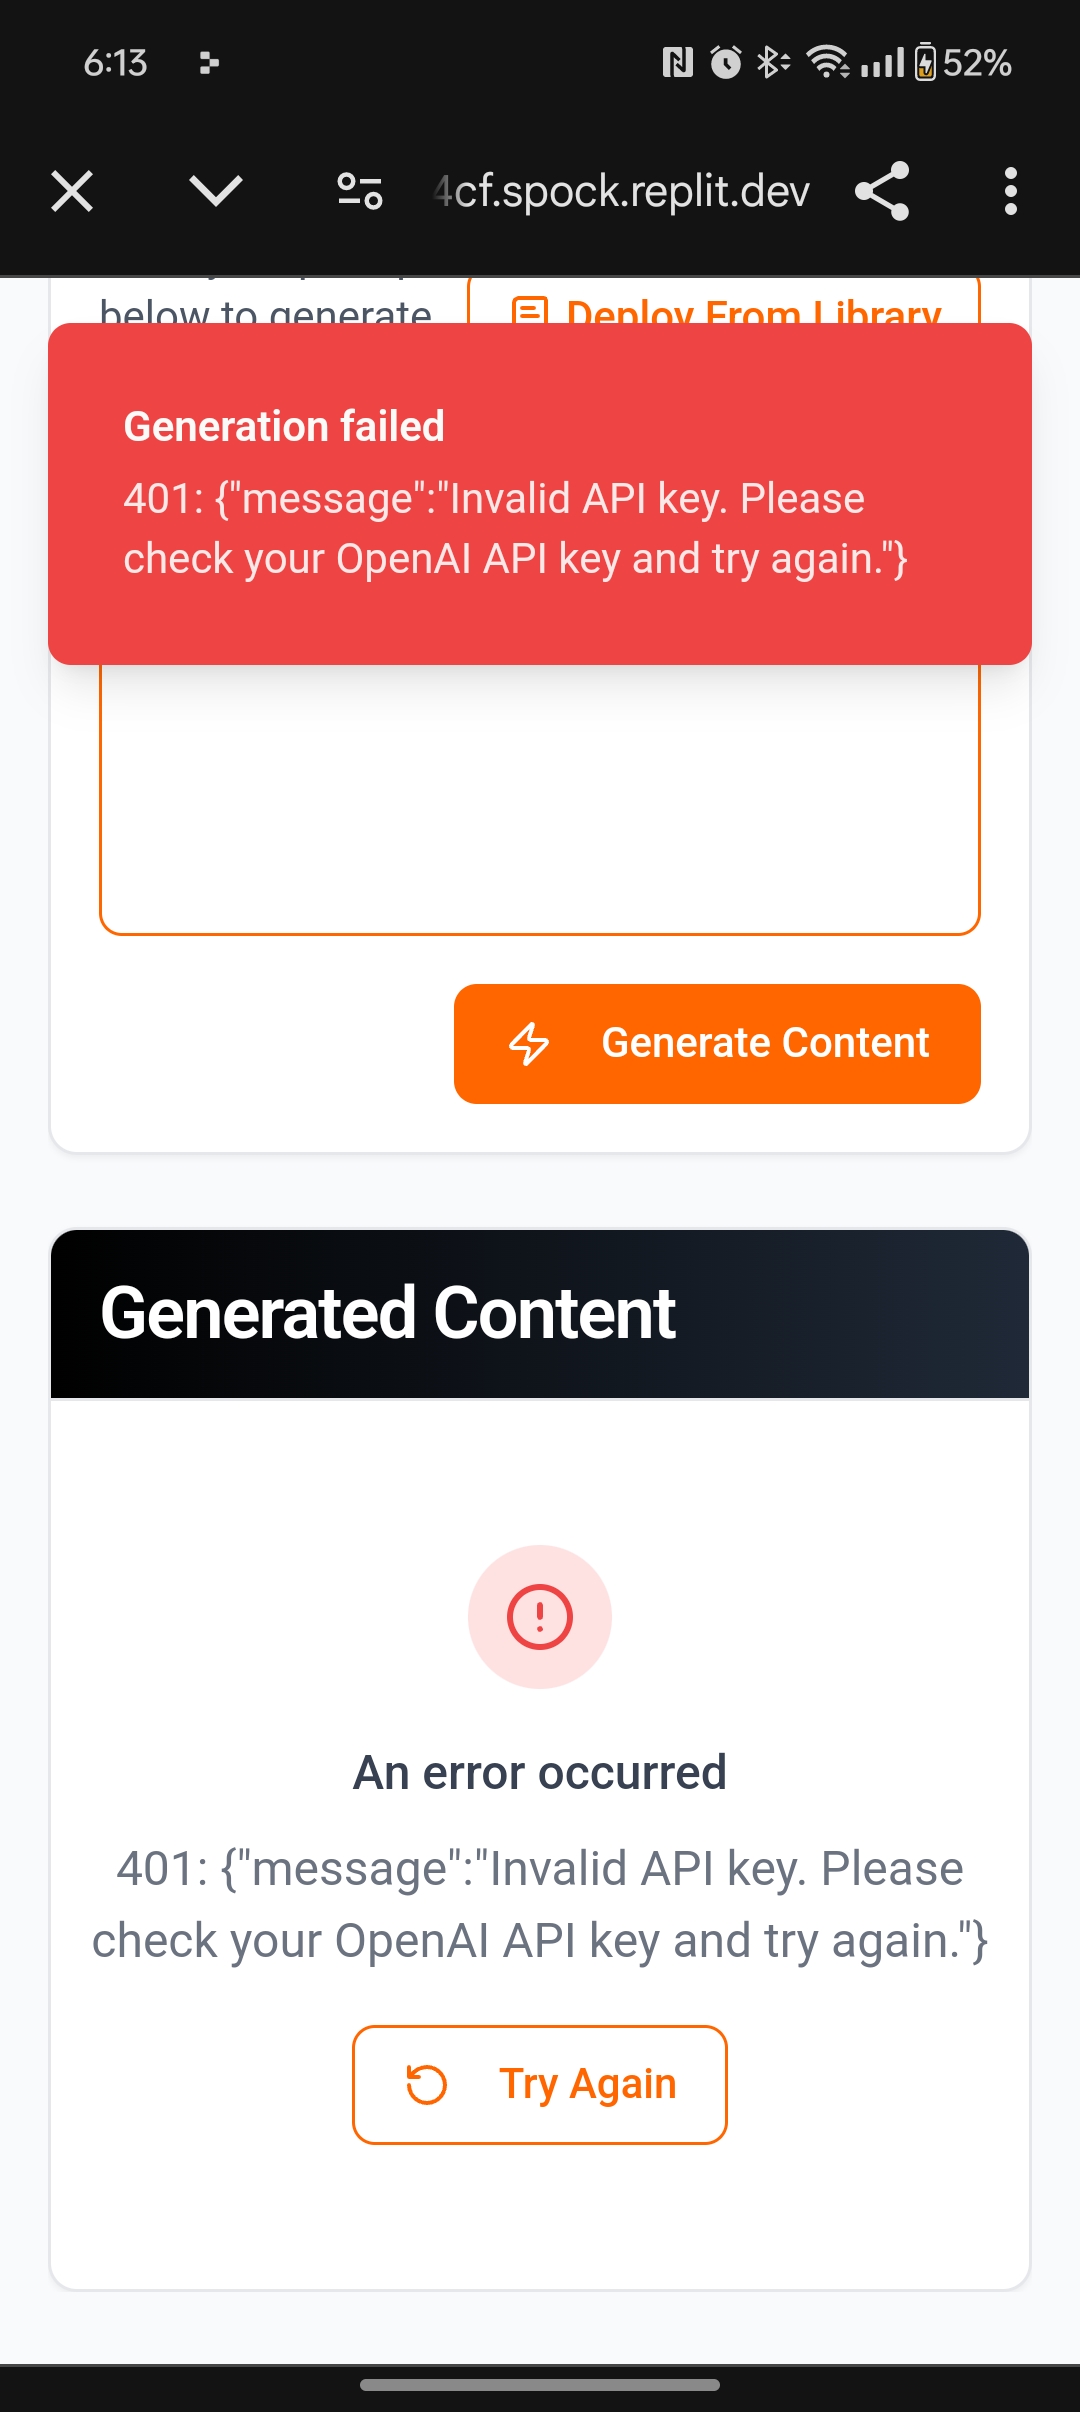 6:13
52%
4cf.spock.replit.dev
below to generate
Deploy From Library
Generation failed
401: {"message":"Invalid API key. Please
check your OpenAI API key and try again."}
Generate Content
Generated Content
An error occurred
401: {"message":"Invalid API key. Please
check your OpenAI API key and try again."}
Try Again